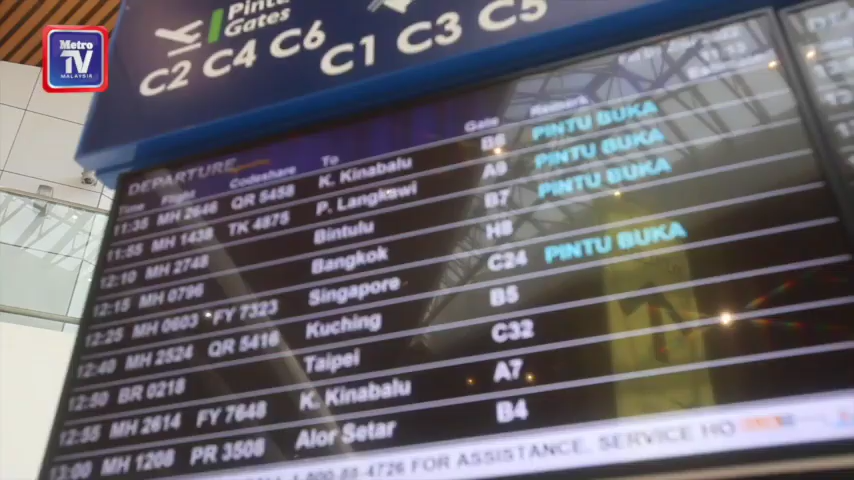 Metro
TV
MALAYSIA
Pintu
Gates
C2 C4 C6
C1 C3 C5
DEPARTURE
Time Flight Codeshare To Gate Remark
11:35 MH 2646 QR 5458 K. Kinabalu B6 PINTU BUKA
11:55 MH 1438 TK 4875 P. Langkawi A9 PINTU BUKA
12:10 MH 2748 Bintulu B7 PINTU BUKA
12:15 MH 0796 Bangkok H8
12:25 MH 0603 FY 7323 Singapore C24 PINTU BUKA
12:40 MH 2524 QR 5416 Kuching B5
12:50 BR 0218 Taipei C32
12:55 MH 2614 FY 7648 K. Kinabalu A7
13:00 MH 1208 PR 3508 Alor Setar B4
1-800-88-4726 FOR ASSISTANCE. SERVICE HO